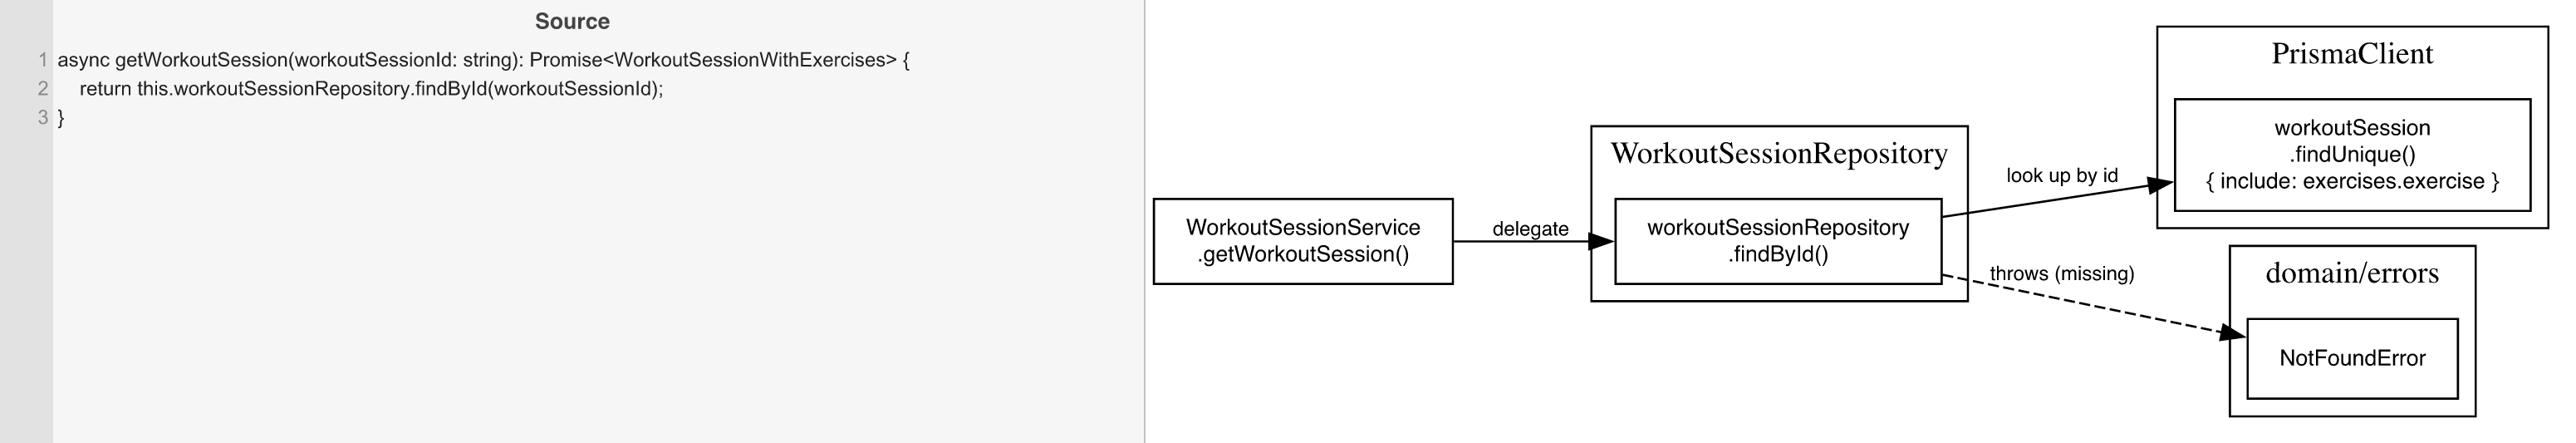 Source
1 async getWorkoutSession(workoutSessionId: string): Promise<WorkoutSessionWithExercises> {
2 return this.workoutSessionRepository.findById(workoutSessionId);
3 }
WorkoutSessionService
.getWorkoutSession()
delegate
WorkoutSessionRepository
workoutSessionRepository
.findById()
look up by id
throws (missing)
PrismaClient
workoutSession
.findUnique()
{ include: exercises.exercise }
domain/errors
NotFoundError